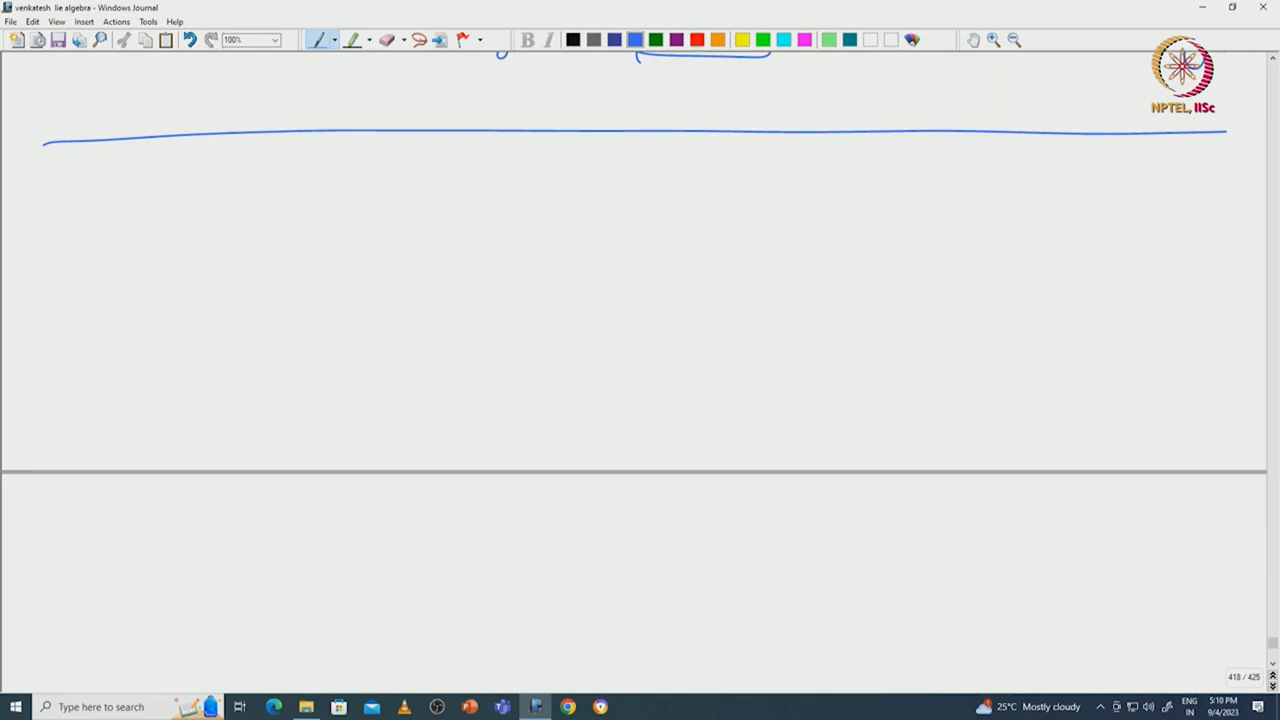 venkatesh lie algebra - Windows Journal
File Edit View Insert Actions Tools Help
100%
B I
NPTEL, IISc
418 / 425
Type here to search
25°C Mostly cloudy
ENG
IN
5:10 PM
9/4/2023